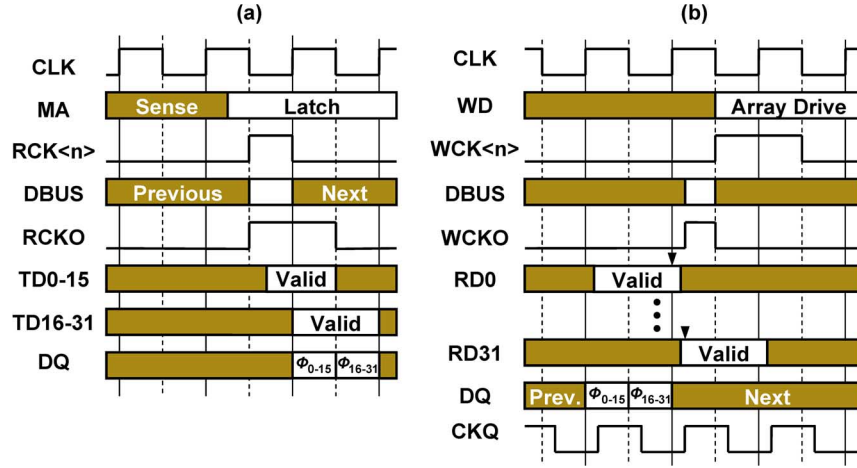 (a)
CLK
MA Sense Latch
RCK<n>
DBUS Previous Next
RCKO
TD0-15 Valid
TD16-31 Valid
DQ Φ0-15 Φ16-31
(b)
CLK
WD Array Drive
WCK<n>
DBUS
WCKO
RD0 Valid
RD31 Valid
DQ Prev. Φ0-15 Φ16-31 Next
CKQ